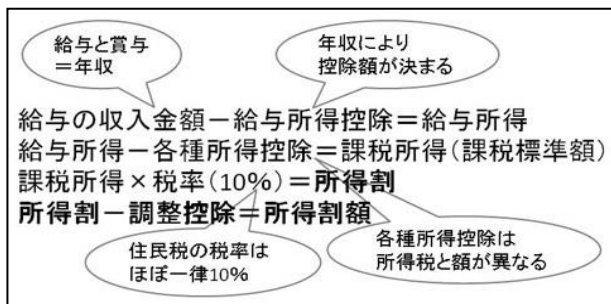 給与と賞与
＝年収
年収により
控除額が決まる
給与の収入金額－給与所得控除＝給与所得
給与所得－各種所得控除＝課税所得(課税標準額)
課税所得×税率(10%)＝所得割
所得割－調整控除＝所得割額
住民税の税率は
ほぼ一律10%
各種所得控除は
所得税と額が異なる